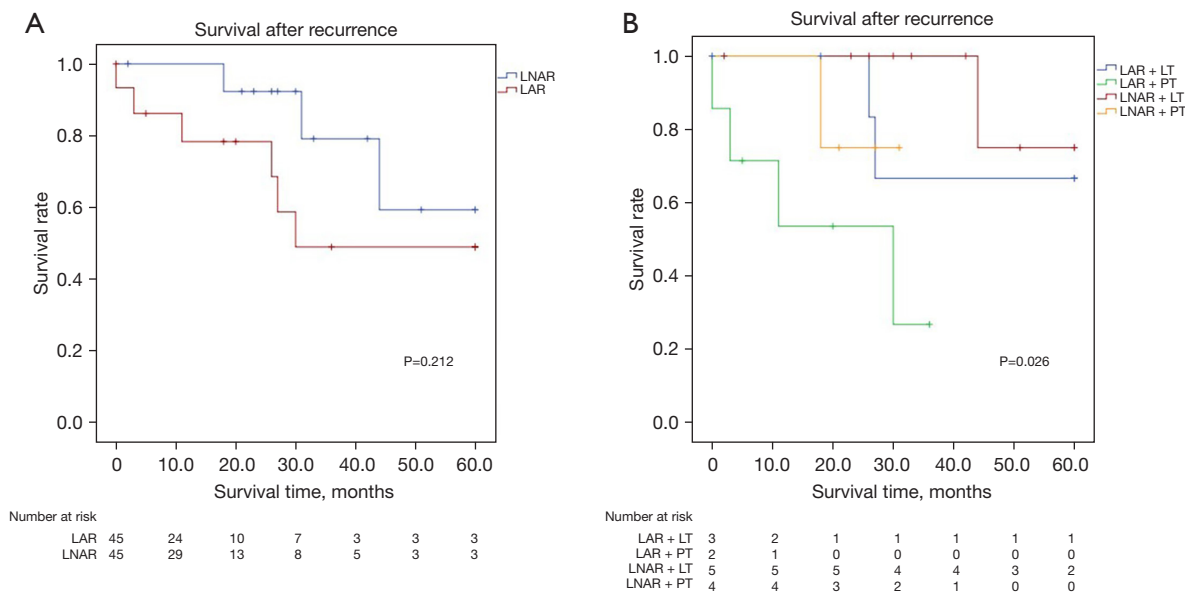 A
Survival after recurrence
LNAR
LAR
1.0
0.8
0.6
0.4
0.2
0.0
Survival rate
P=0.212
0 10.0 20.0 30.0 40.0 50.0 60.0
Survival time, months
Number at risk
LAR 45 24 10 7 3 3 3
LNAR 45 29 13 8 5 3 3
B
Survival after recurrence
LAR + LT
LAR + PT
LNAR + LT
LNAR + PT
1.0
0.8
0.6
0.4
0.2
0.0
Survival rate
P=0.026
0 10.0 20.0 30.0 40.0 50.0 60.0
Survival time, months
Number at risk
LAR + LT 3 2 1 1 1 1 1
LAR + PT 2 1 0 0 0 0 0
LNAR + LT 5 5 5 4 4 3 2
LNAR + PT 4 4 3 2 1 0 0